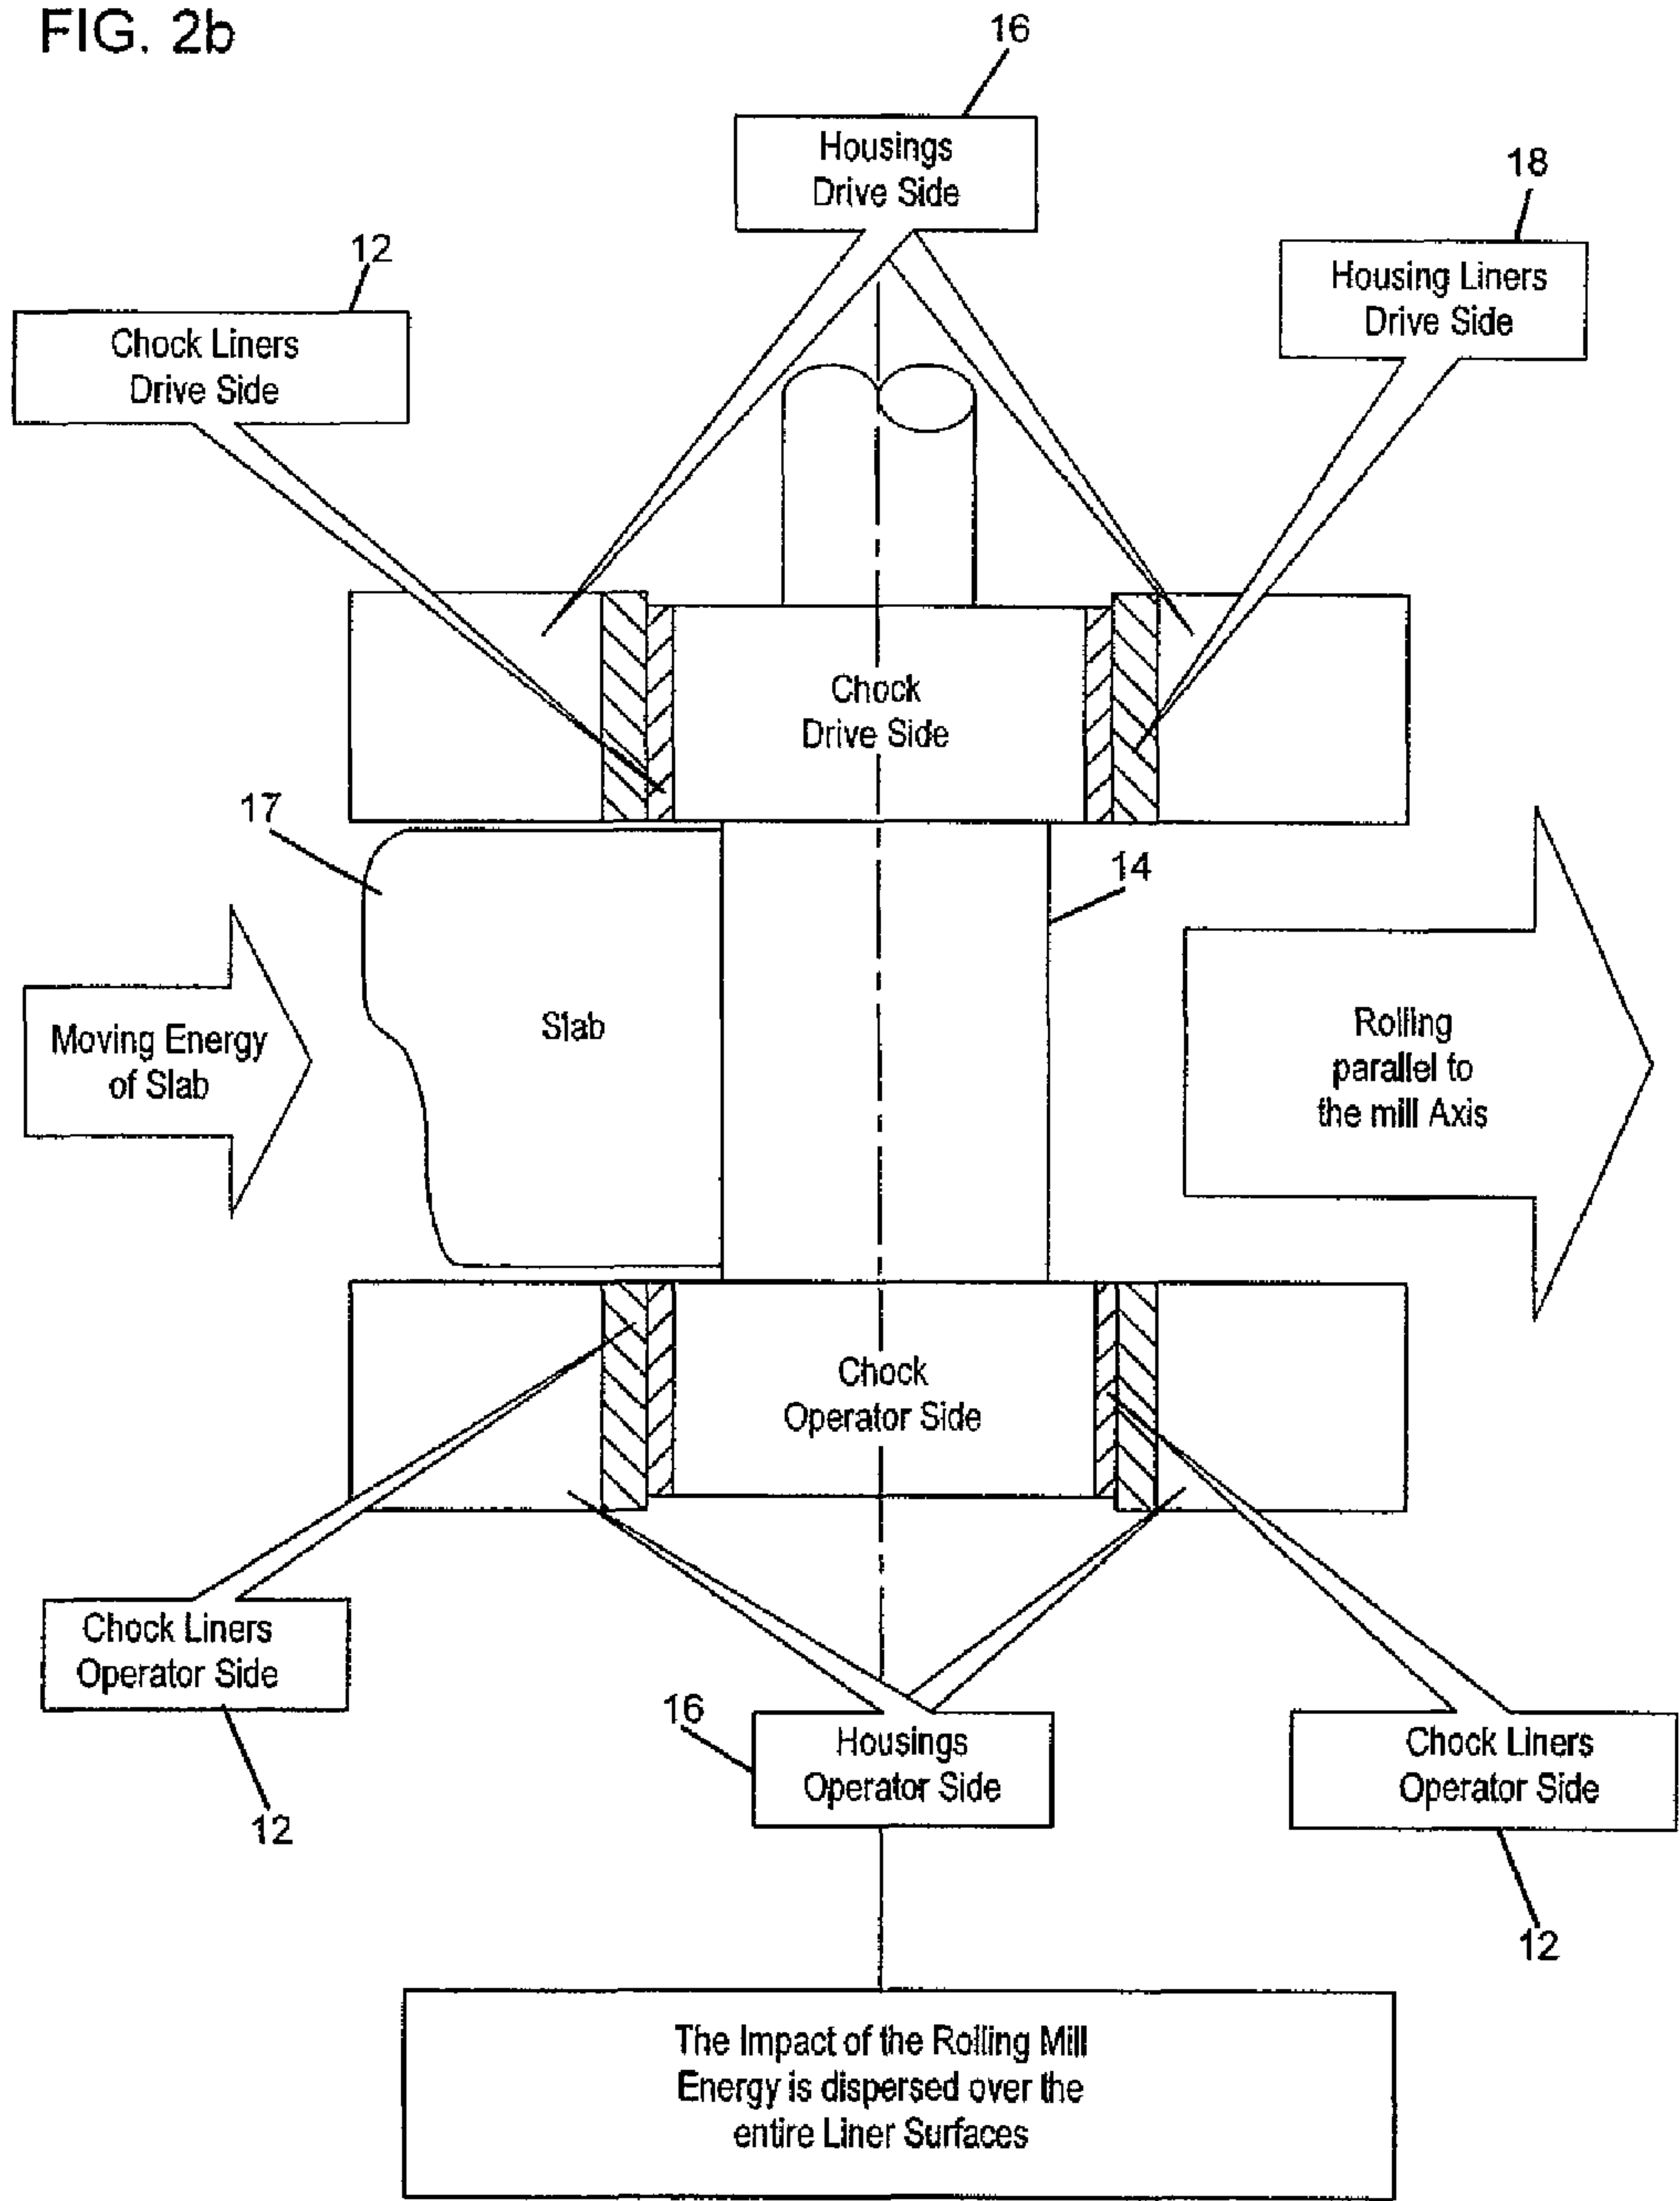 FIG. 2b
16
Housings
Drive Side
18
Housing Liners
Drive Side
12
Chock Liners
Drive Side
Chock
Drive Side
17
14
Moving Energy
of Slab
Slab
Rolling
parallel to
the mill Axis
Chock
Operator Side
Chock Liners
Operator Side
12
16
Housings
Operator Side
Chock Liners
Operator Side
12
The Impact of the Rolling Mill
Energy is dispersed over the
entire Liner Surfaces